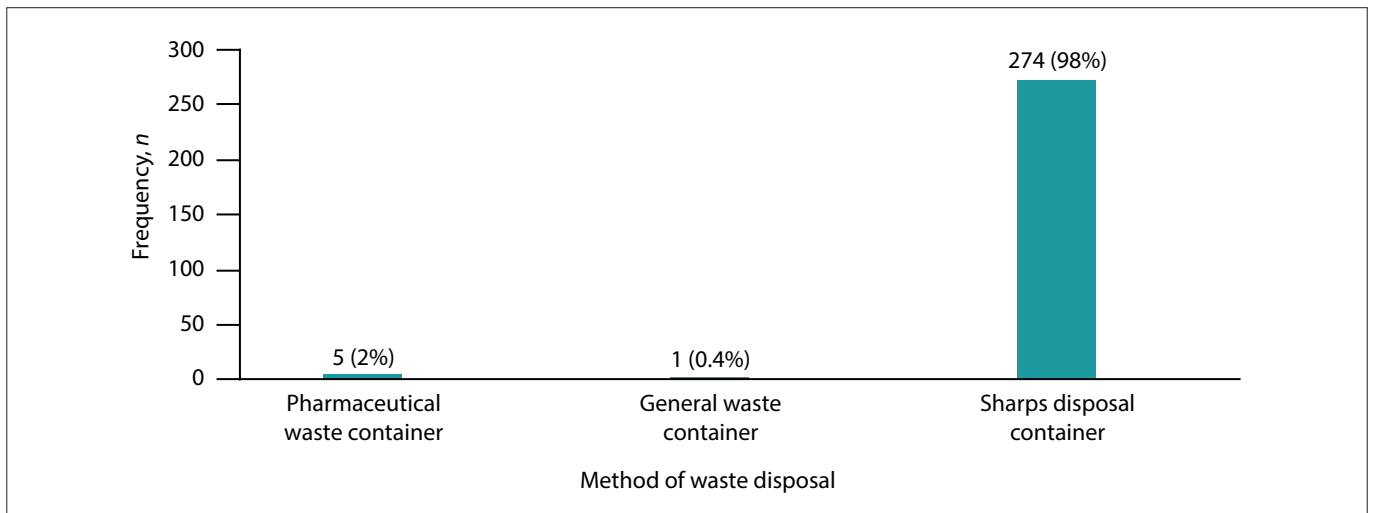 300
250
200
150
100
50
0
Frequency, n
5 (2%)
1 (0.4%)
274 (98%)
Pharmaceutical
waste container
General waste
container
Sharps disposal
container
Method of waste disposal